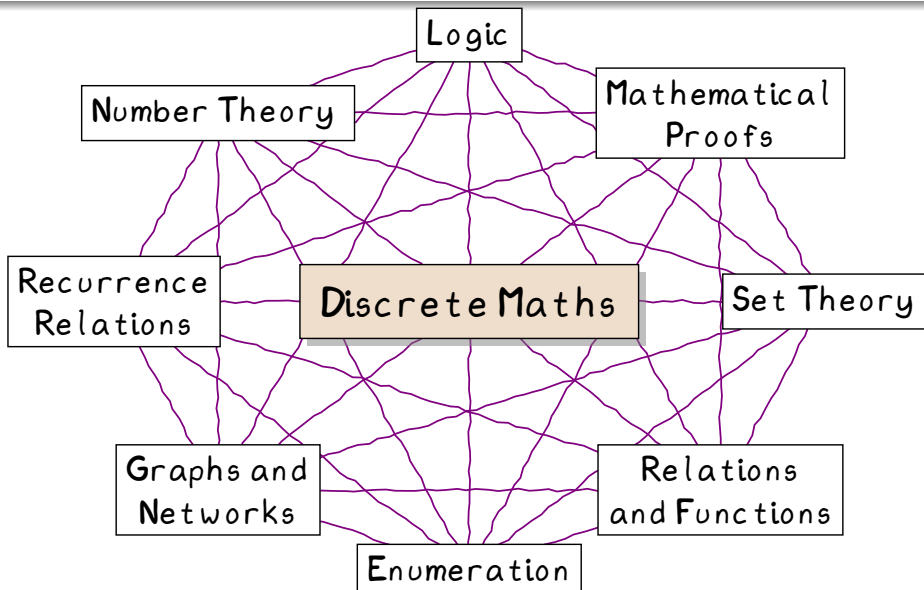 Logic
Number Theory
Mathematical
Proofs
Recurrence
Relations
Discrete Maths
Set Theory
Graphs and
Networks
Relations
and Functions
Enumeration